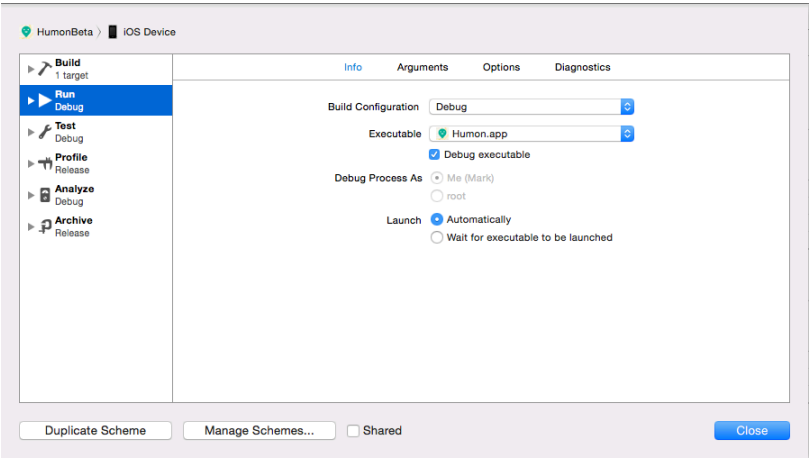 HumonBeta 〉 iOS Device
Build
1 target
Run
Debug
Test
Debug
Profile
Release
Analyze
Debug
Archive
Release
Info Arguments Options Diagnostics
Build Configuration Debug
Executable Humon.app
Debug executable
Debug Process As Me (Mark)
root
Launch Automatically
Wait for executable to be launched
Duplicate Scheme Manage Schemes... Shared Close